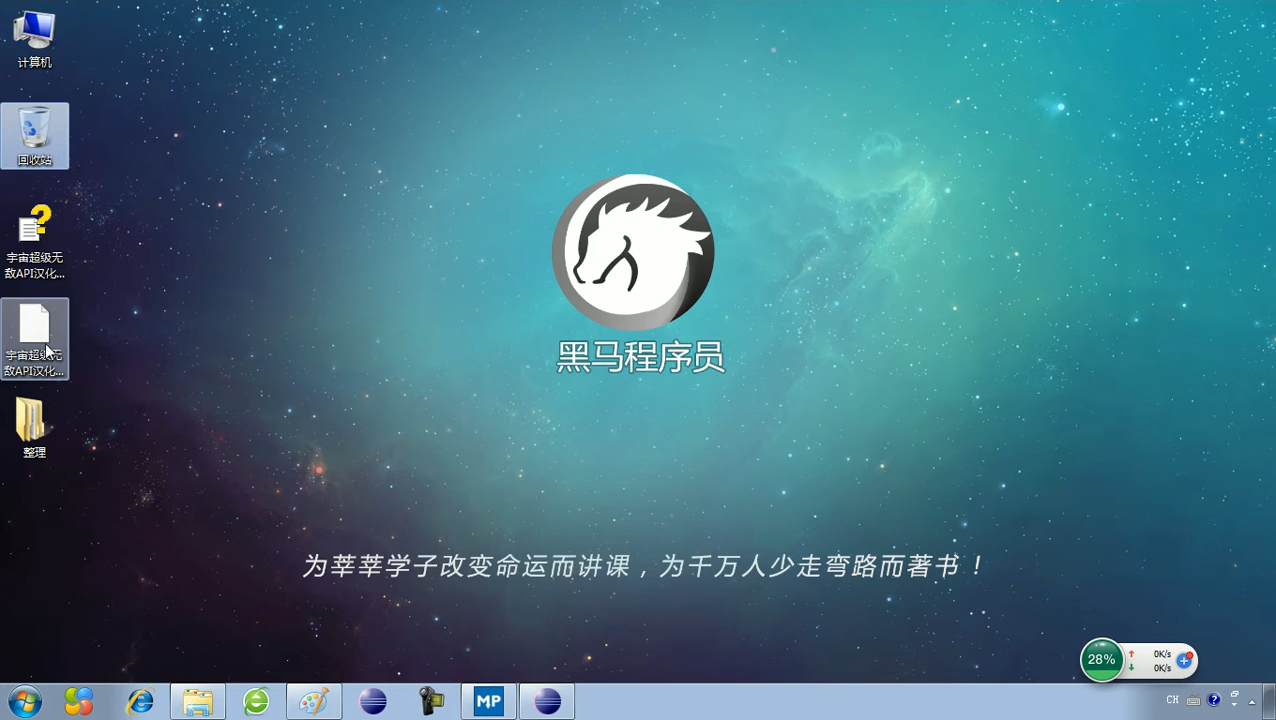 计算机
回收站
宇宙超级无
敌API汉化...
宇宙超级无
敌API汉化...
整理
黑马程序员
为莘莘学子改变命运而讲课，为千万人少走弯路而著书！
28%
0K/s
0K/s
MP
CH